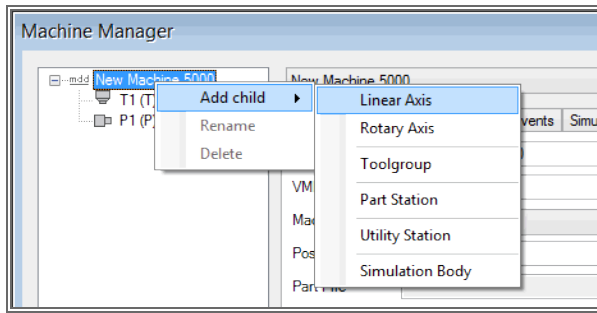 Machine Manager
mdd New Machine 5000
New Machine 5000
T1 (T)
Add child
Linear Axis
P1 (P)
Rename
Rotary Axis
vents
Simu
Delete
Toolgroup
VM
Part Station
Mac
Utility Station
Pos
Simulation Body
Part File